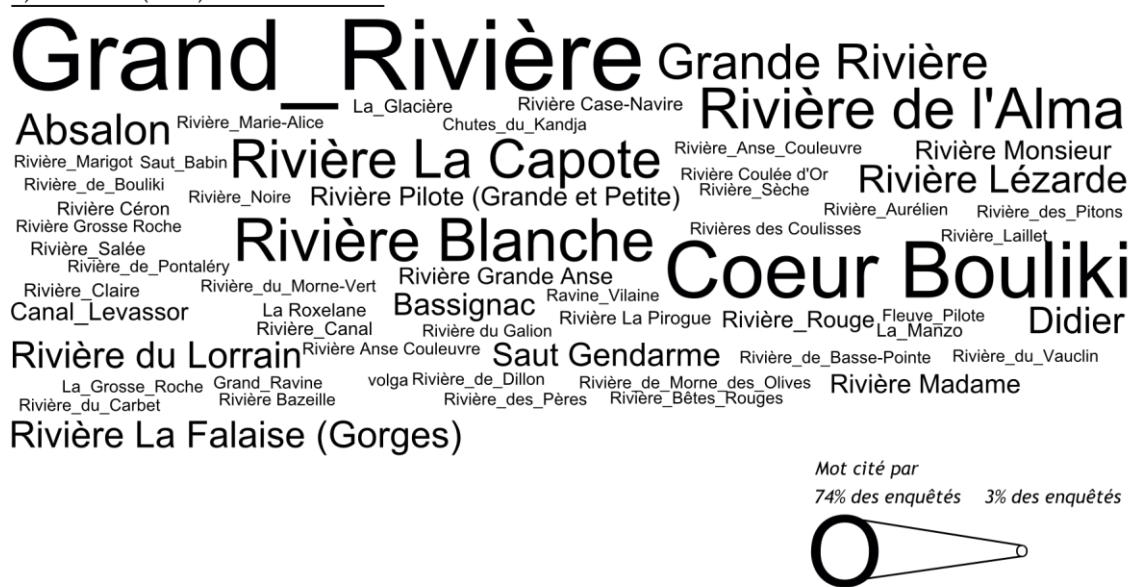 Grand_Rivière Grande Rivière
La_Glacière Rivière Case-Navire Rivière de l'Alma
Absalon Rivière_Marie-Alice Chutes_du_Kandja
Rivière_Marigot Saut_Babin Rivière La Capote Rivière_Anse_Couleuvre Rivière Monsieur
Rivière_de_Bouliki Rivière_Noire Rivière Pilote (Grande et Petite) Rivière Coulée d'Or Rivière_Sèche Rivière Lézarde
Rivière Céron Rivière_Aurélien Rivière_des_Pitons
Rivière Grosse Roche Rivière Blanche Rivières des Coulisses Rivière_Laillet
Rivière_Salée Coeur Bouliki
Rivière_de_Pontaléry Rivière Grande Anse
Rivière_Claire Rivière_du_Morne-Vert Bassignac Ravine_Vilaine
Canal_Levassor La Roxelane Rivière La Pirogue Rivière_Rouge Fleuve_Pilote Didier
Rivière_Canal Rivière du Galion La_Manzo
Rivière du Lorrain Rivière Anse Couleuvre Saut Gendarme Rivière_de_Basse-Pointe Rivière_du_Vauclin
La_Grosse_Roche Grand_Ravine volga Rivière_de_Dillon Rivière_de_Morne_des_Olives Rivière Madame
Rivière_du_Carbet Rivière Bazeille Rivière_des_Pères Rivière_Bêtes_Rouges
Rivière La Falaise (Gorges)
Mot cité par
74% des enquêtés 3% des enquêtés